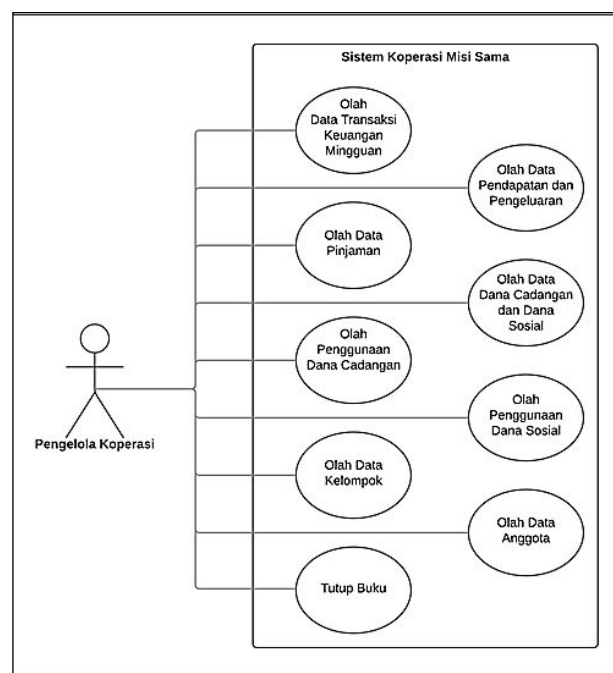 Sistem Koperasi Misi Sama
Olah
Data Transaksi
Keuangan
Mingguan
Olah Data
Pendapatan dan
Pengeluaran
Olah Data
Pinjaman
Olah Data
Dana Cadangan
dan Dana
Sosial
Olah
Penggunaan
Dana Cadangan
Olah
Penggunaan
Dana Sosial
Pengelola Koperasi
Olah Data
Kelompok
Olah Data
Anggota
Tutup Buku